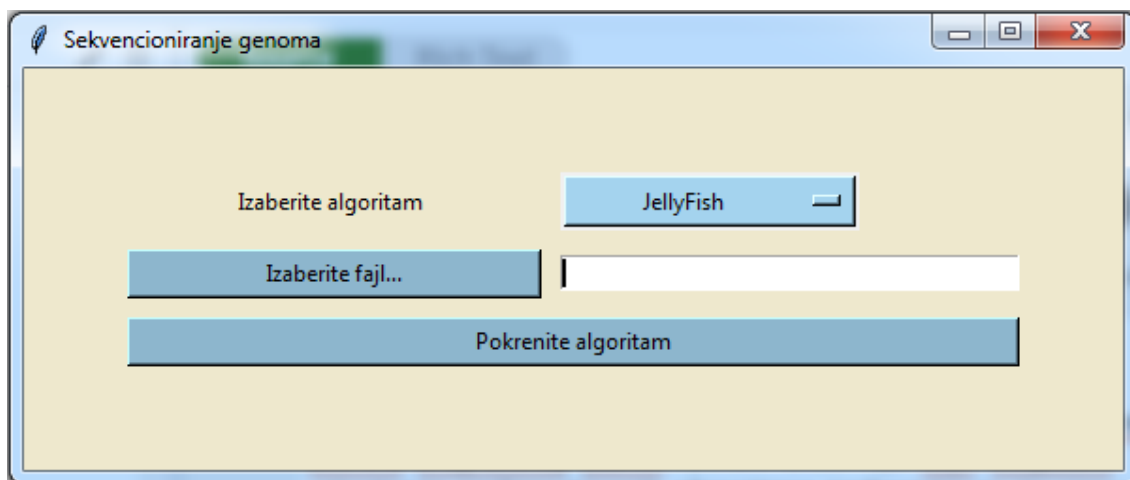 Sekvencioniranje genoma
Izaberite algoritam JellyFish
Izaberite fajl...
Pokrenite algoritam